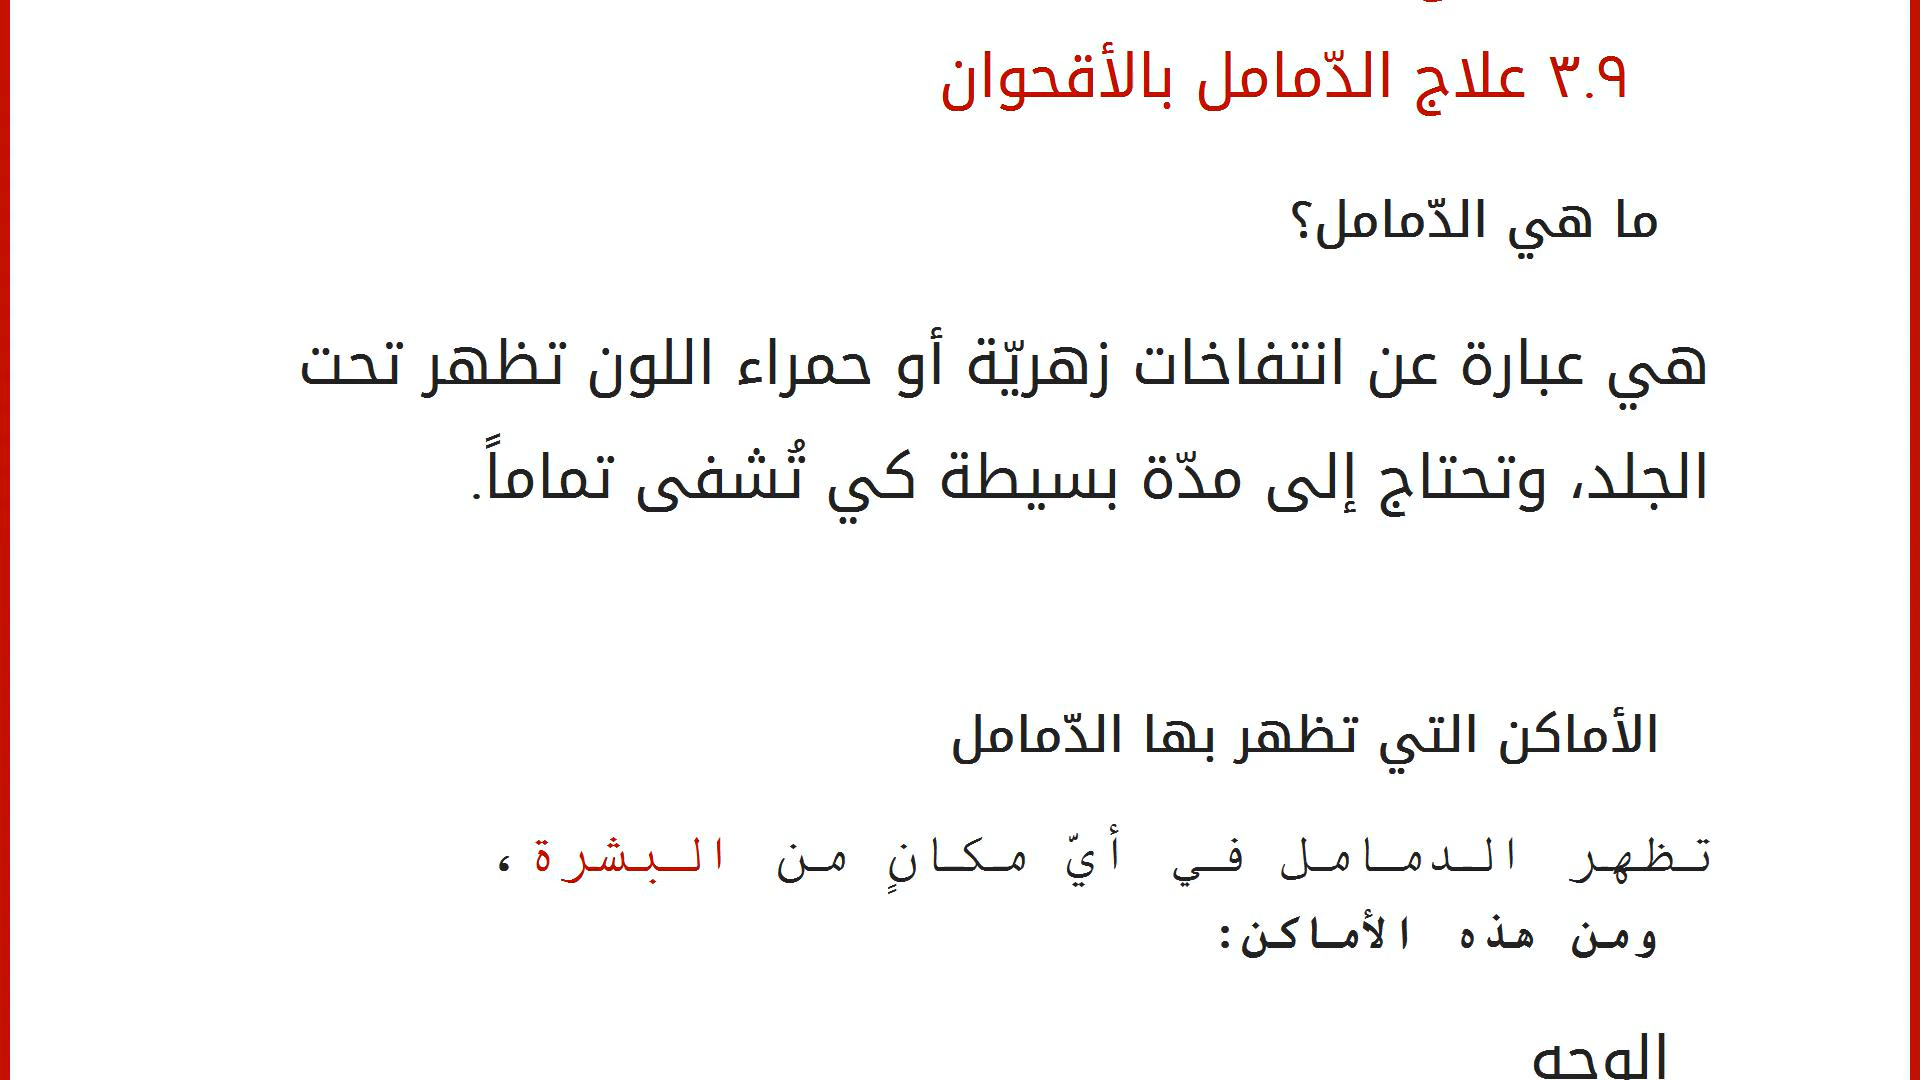 ٣.٩ علاج الدّمامل بالأقحوان
ما هي الدّمامل؟
هي عبارة عن انتفاخات زهريّة أو حمراء اللون تظهر تحت
الجلد، وتحتاج إلى مدّة بسيطة كي تُشفى تماماً.
الأماكن التي تظهر بها الدّمامل
تظهر الدمامل في أيّ مكانٍ من البشرة،
ومن هذه الأماكن:
الوجه